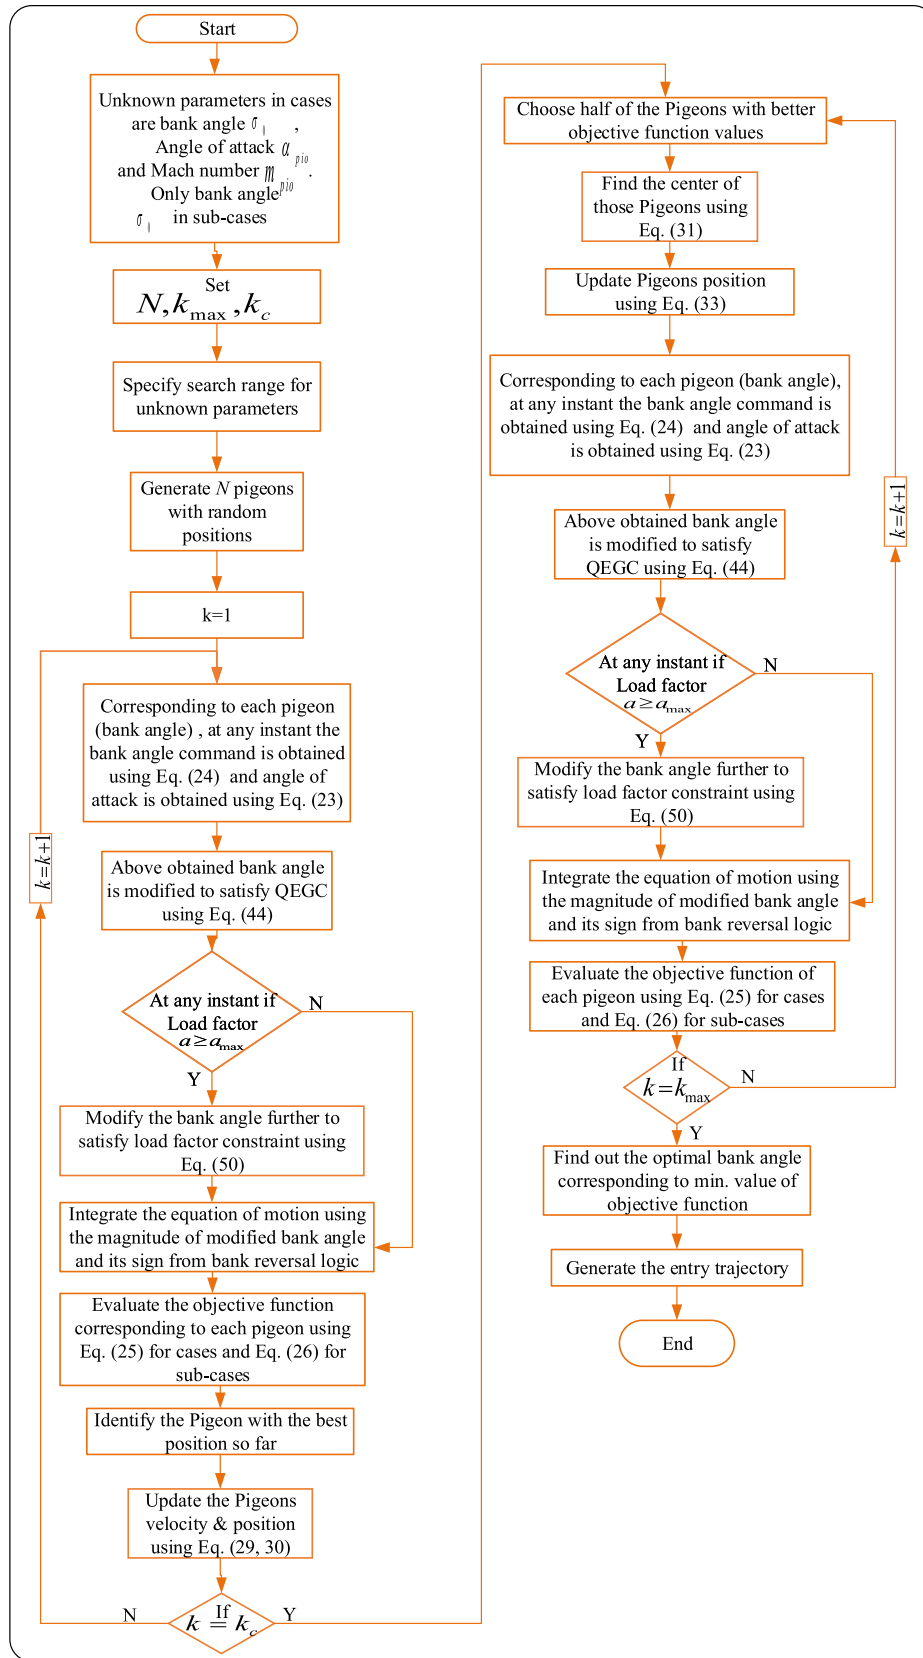 Start
Unknown parameters in cases
are bank angle σ₁ ,
Angle of attack α pio
and Mach number m pio .
Only bank angle
σ₁ in sub-cases
Set
N, k_max, k_c
Specify search range for
unknown parameters
Generate N pigeons
with random
positions
k=1
Corresponding to each pigeon
(bank angle) , at any instant the
bank angle command is obtained
using Eq. (24) and angle of
attack is obtained using Eq. (23)
k=k+1
Above obtained bank angle
is modified to satisfy QEGC
using Eq. (44)
At any instant if
Load factor
a ≥ a_max
N
Y
Modify the bank angle further to
satisfy load factor constraint using
Eq. (50)
Integrate the equation of motion using
the magnitude of modified bank angle
and its sign from bank reversal logic
Evaluate the objective function
corresponding to each pigeon using
Eq. (25) for cases and Eq. (26) for
sub-cases
Identify the Pigeon with the best
position so far
Update the Pigeons
velocity & position
using Eq. (29, 30)
N
If
k = k_c
Y
Choose half of the Pigeons with better
objective function values
Find the center of
those Pigeons using
Eq. (31)
Update Pigeons position
using Eq. (33)
Corresponding to each pigeon (bank angle),
at any instant the bank angle command is
obtained using Eq. (24) and angle of attack
is obtained using Eq. (23)
k=k+1
Above obtained bank angle
is modified to satisfy
QEGC using Eq. (44)
At any instant if
Load factor
a ≥ a_max
N
Y
Modify the bank angle further to
satisfy load factor constraint using
Eq. (50)
Integrate the equation of motion using
the magnitude of modified bank angle
and its sign from bank reversal logic
Evaluate the objective function of
each pigeon using Eq. (25) for cases
and Eq. (26) for sub-cases
If
k = k_max
N
Y
Find out the optimal bank angle
corresponding to min. value of
objective function
Generate the entry trajectory
End